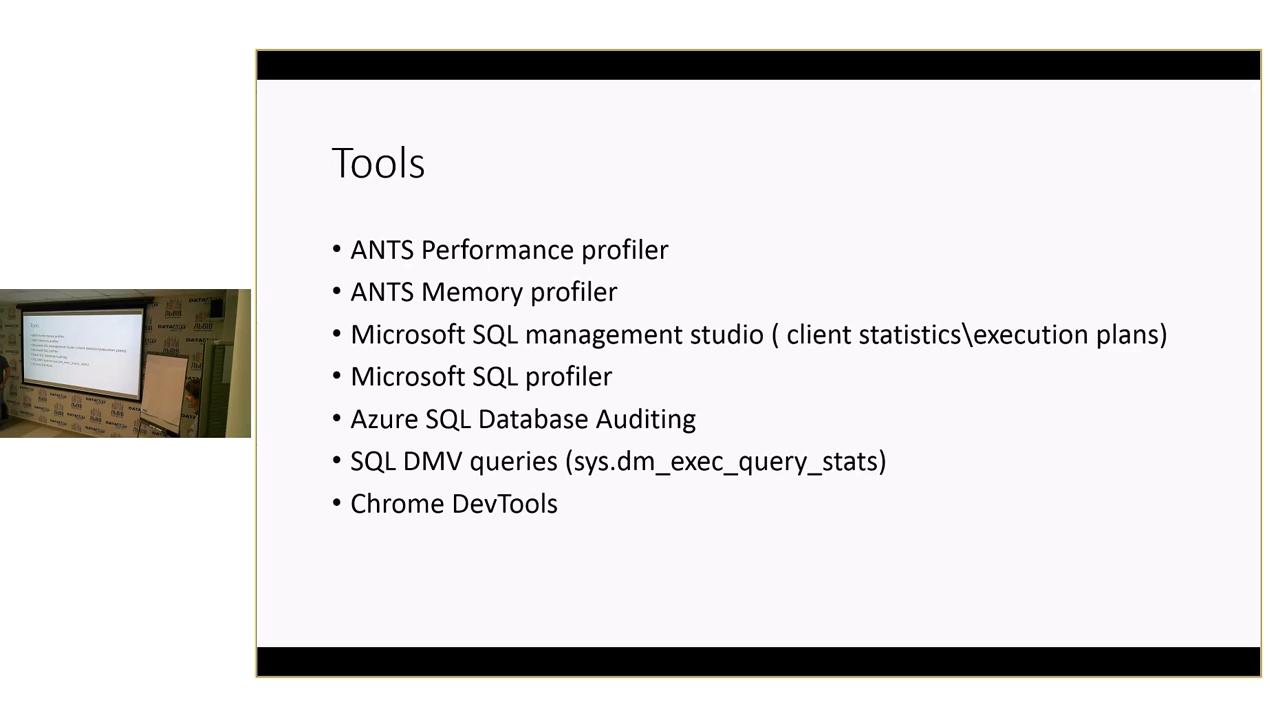 Tools
• ANTS Performance profiler
• ANTS Memory profiler
• Microsoft SQL management studio ( client statistics\execution plans)
• Microsoft SQL profiler
• Azure SQL Database Auditing
• SQL DMV queries (sys.dm_exec_query_stats)
• Chrome DevTools